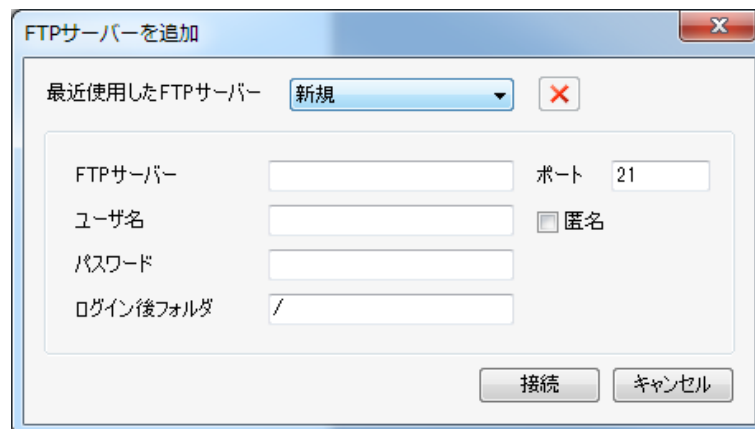 FTPサーバーを追加
最近使用したFTPサーバー 新規
FTPサーバー ポート 21
ユーザ名 匿名
パスワード
ログイン後フォルダ /
接続 キャンセル